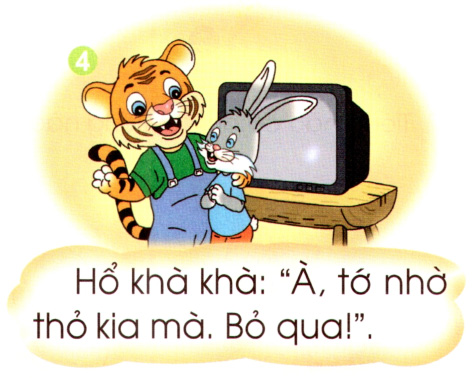 4
Hổ khà khà: “À, tớ nhờ
thỏ kia mà. Bỏ qua!”.